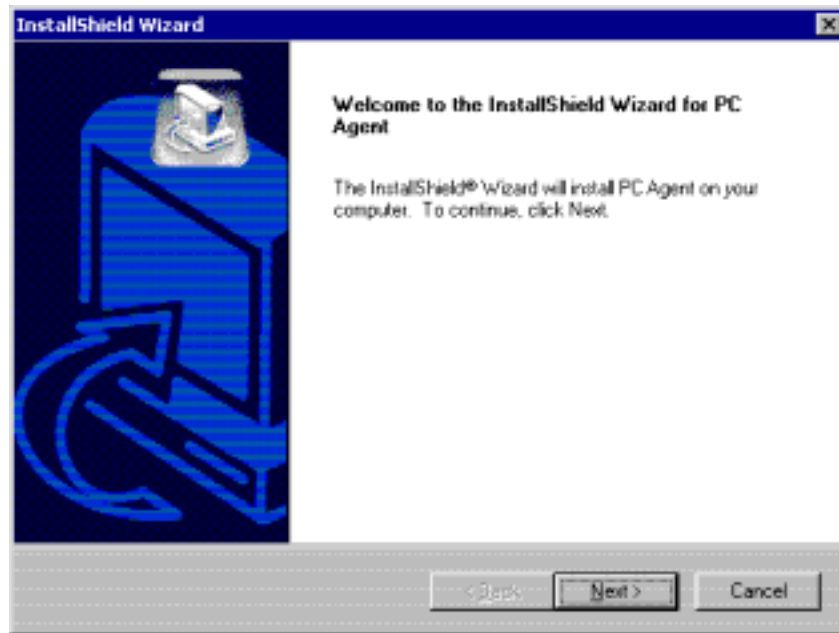 InstallShield Wizard
Welcome to the InstallShield Wizard for PC
Agent
The InstallShield® Wizard will install PC Agent on your
computer. To continue, click Next.
< Back
Next >
Cancel